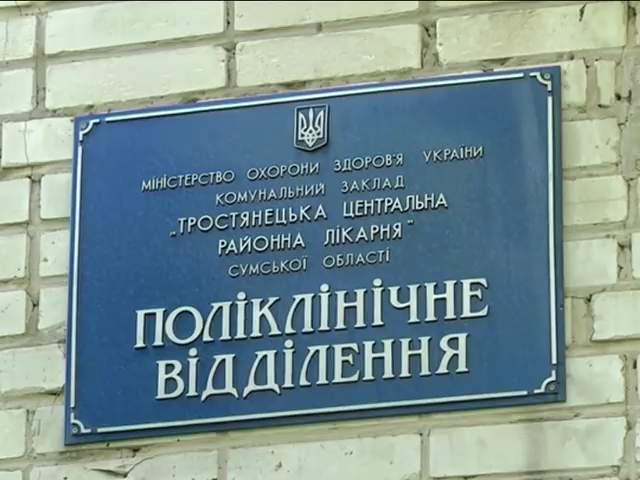 МІНІСТЕРСТВО ОХОРОНИ ЗДОРОВ'Я УКРАЇНИ
КОМУНАЛЬНИЙ ЗАКЛАД
„ТРОСТЯНЕЦЬКА ЦЕНТРАЛЬНА
РАЙОННА ЛІКАРНЯ"
СУМСЬКОЇ ОБЛАСТІ
ПОЛІКЛІНІЧНЕ
ВІДДІЛЕННЯ